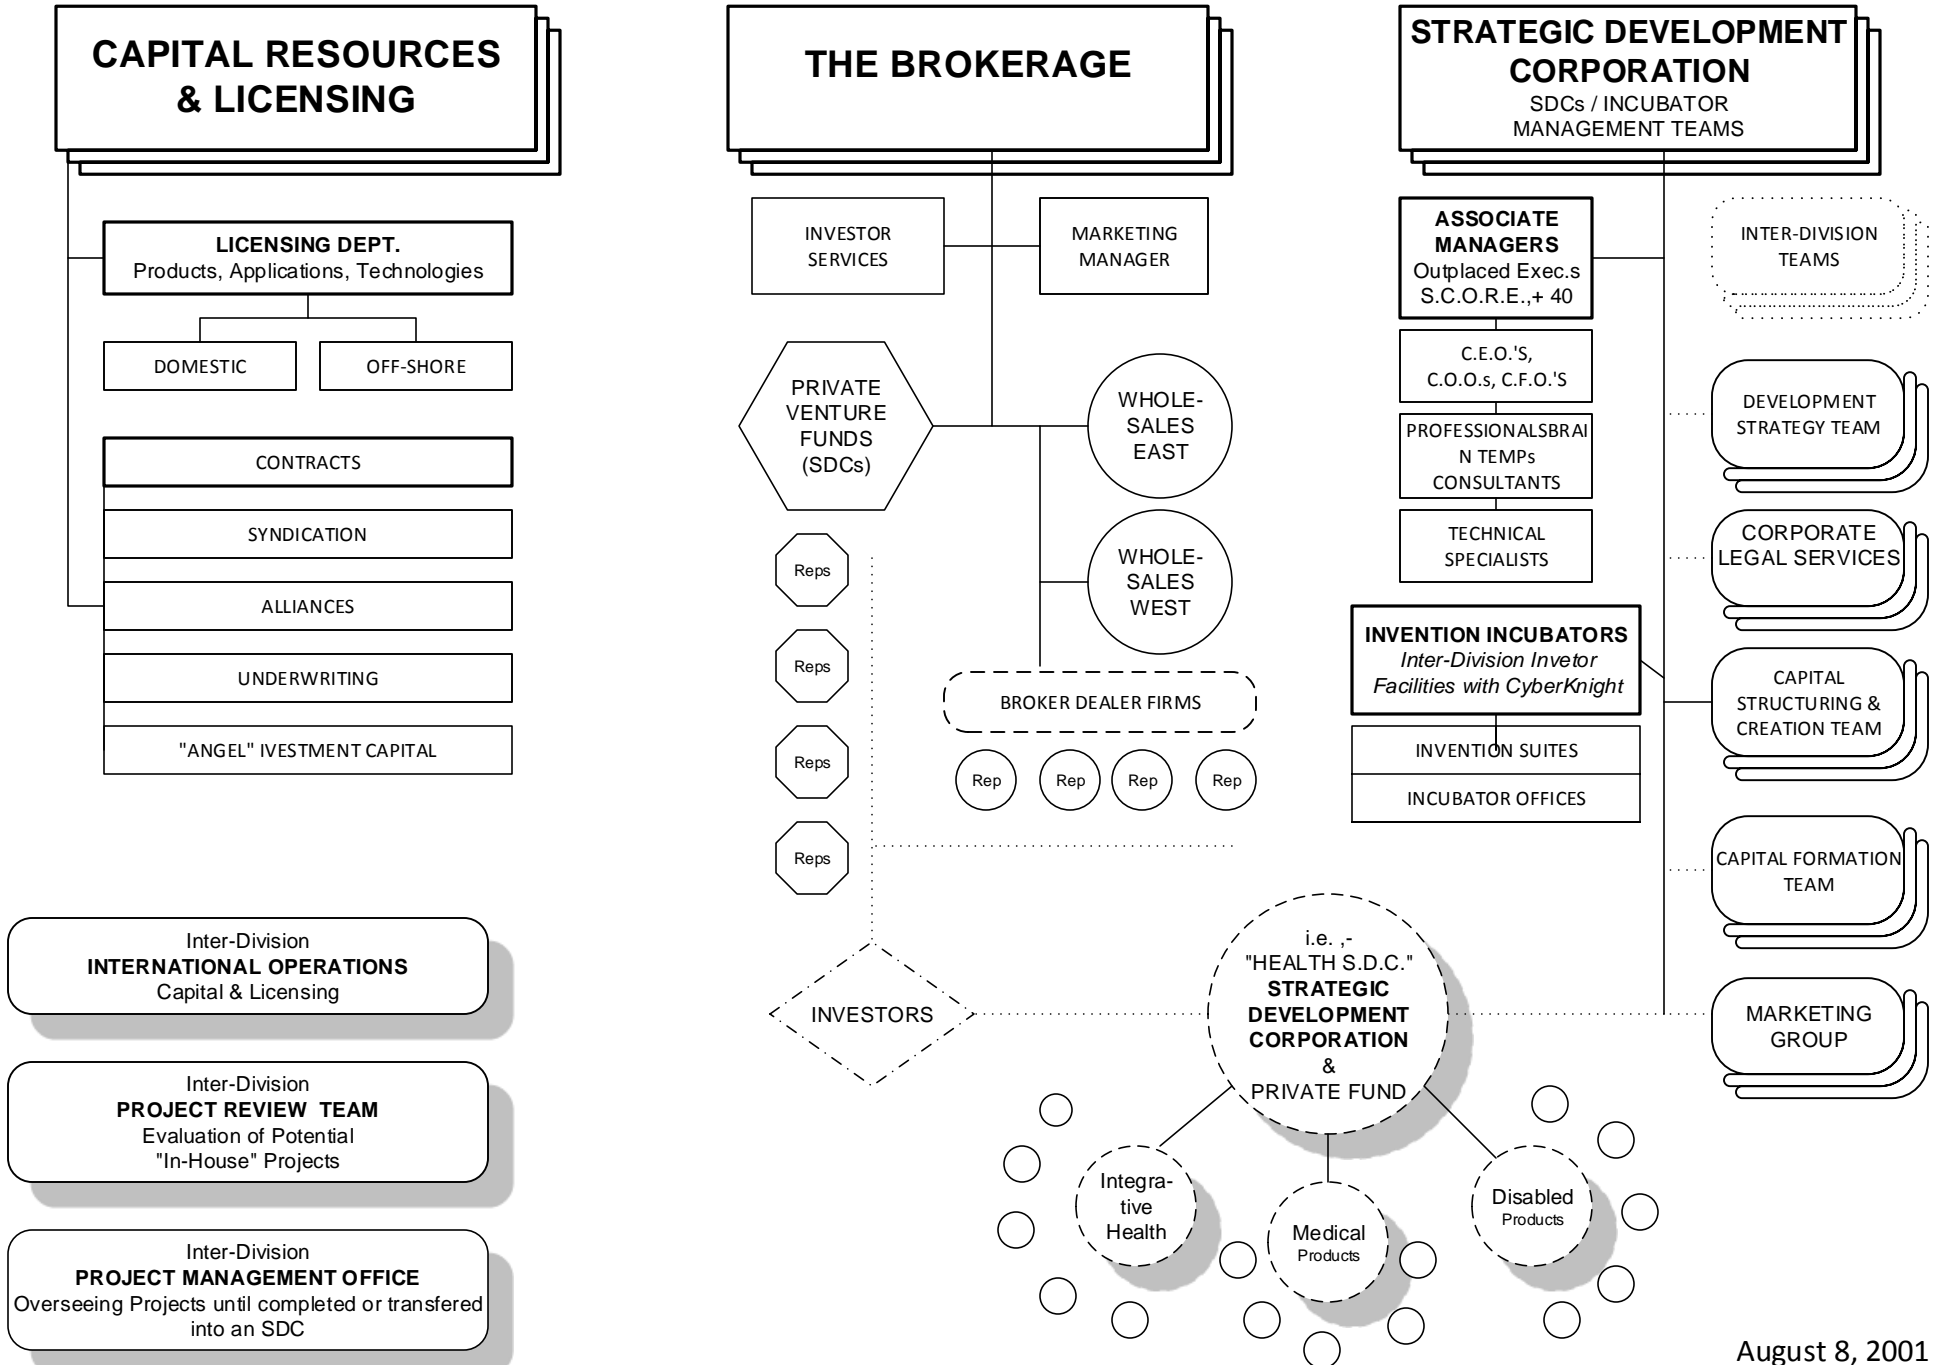 CAPITAL RESOURCES
& LICENSING
LICENSING DEPT.
Products, Applications, Technologies
DOMESTIC
OFF-SHORE
CONTRACTS
SYNDICATION
ALLIANCES
UNDERWRITING
"ANGEL" IVESTMENT CAPITAL
Inter-Division
INTERNATIONAL OPERATIONS
Capital & Licensing
Inter-Division
PROJECT REVIEW TEAM
Evaluation of Potential
"In-House" Projects
Inter-Division
PROJECT MANAGEMENT OFFICE
Overseeing Projects until completed or transfered
into an SDC
THE BROKERAGE
INVESTOR
SERVICES
MARKETING
MANAGER
PRIVATE
VENTURE
FUNDS
(SDCs)
WHOLE-
SALES
EAST
WHOLE-
SALES
WEST
Reps
Reps
Reps
Reps
BROKER DEALER FIRMS
Rep
Rep
Rep
Rep
INVESTORS
i.e. ,-
"HEALTH S.D.C."
STRATEGIC
DEVELOPMENT
CORPORATION
&
PRIVATE FUND
Integra-
tive
Health
Medical
Products
Disabled
Products
STRATEGIC DEVELOPMENT
CORPORATION
SDCs / INCUBATOR
MANAGEMENT TEAMS
ASSOCIATE
MANAGERS
Outplaced Exec.s
S.C.O.R.E.,+ 40
C.E.O.'S,
C.O.O.s, C.F.O.'S
PROFESSIONALSBRAI
N TEMPs
CONSULTANTS
TECHNICAL
SPECIALISTS
INVENTION INCUBATORS
Inter-Division Invetor
Facilities with CyberKnight
INVENTION SUITES
INCUBATOR OFFICES
INTER-DIVISION
TEAMS
DEVELOPMENT
STRATEGY TEAM
CORPORATE
LEGAL SERVICES
CAPITAL
STRUCTURING &
CREATION TEAM
CAPITAL FORMATION
TEAM
MARKETING
GROUP
August 8, 2001